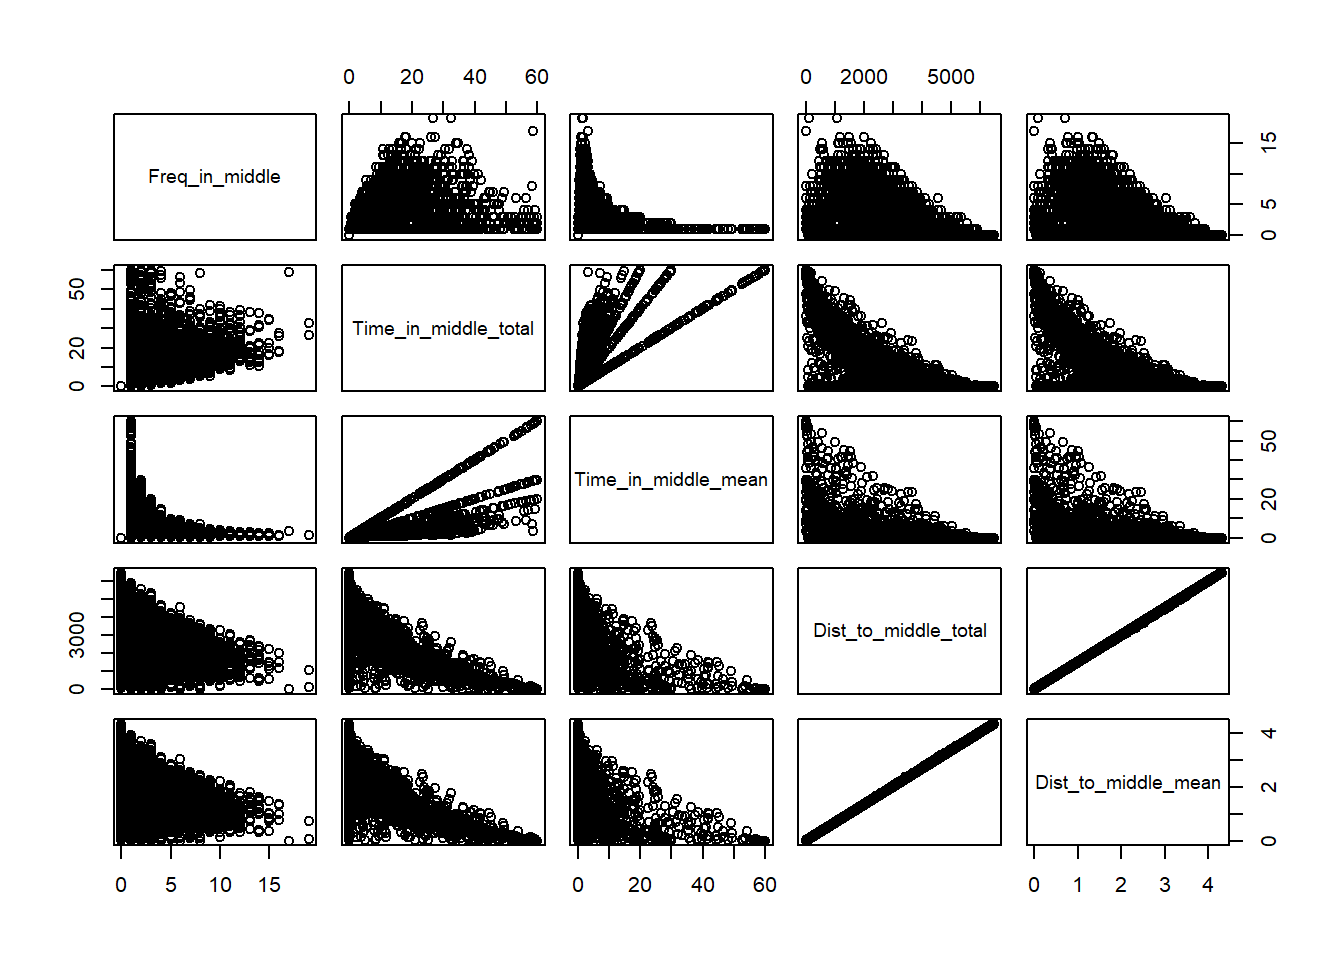 0 20 40 60 0 2000 5000
Freq_in_middle
0 5 15
0 20 50
Time_in_middle_total
Time_in_middle_mean
0 20 50
0 3000
Dist_to_middle_total
Dist_to_middle_mean
0 2 4
0 5 10 15 0 20 40 60 0 1 2 3 4